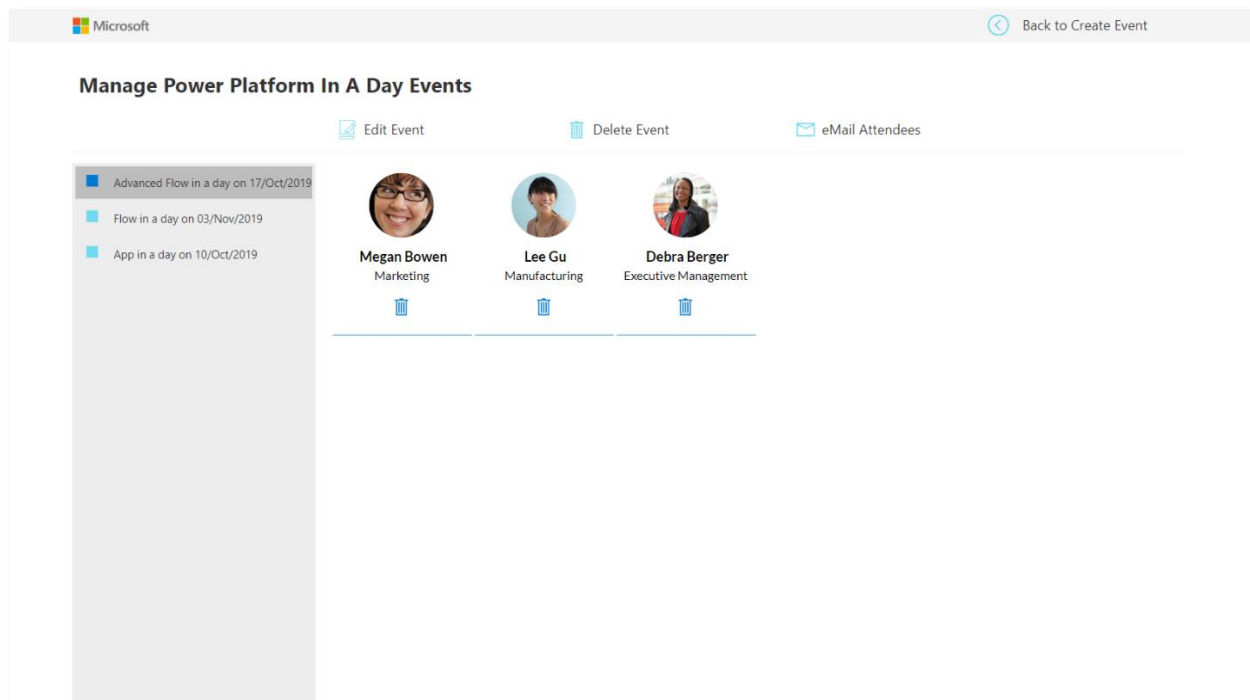 Microsoft
Back to Create Event
Manage Power Platform In A Day Events
Edit Event
Delete Event
eMail Attendees
Advanced Flow in a day on 17/Oct/2019
Flow in a day on 03/Nov/2019
App in a day on 10/Oct/2019
Megan Bowen
Marketing
Lee Gu
Manufacturing
Debra Berger
Executive Management